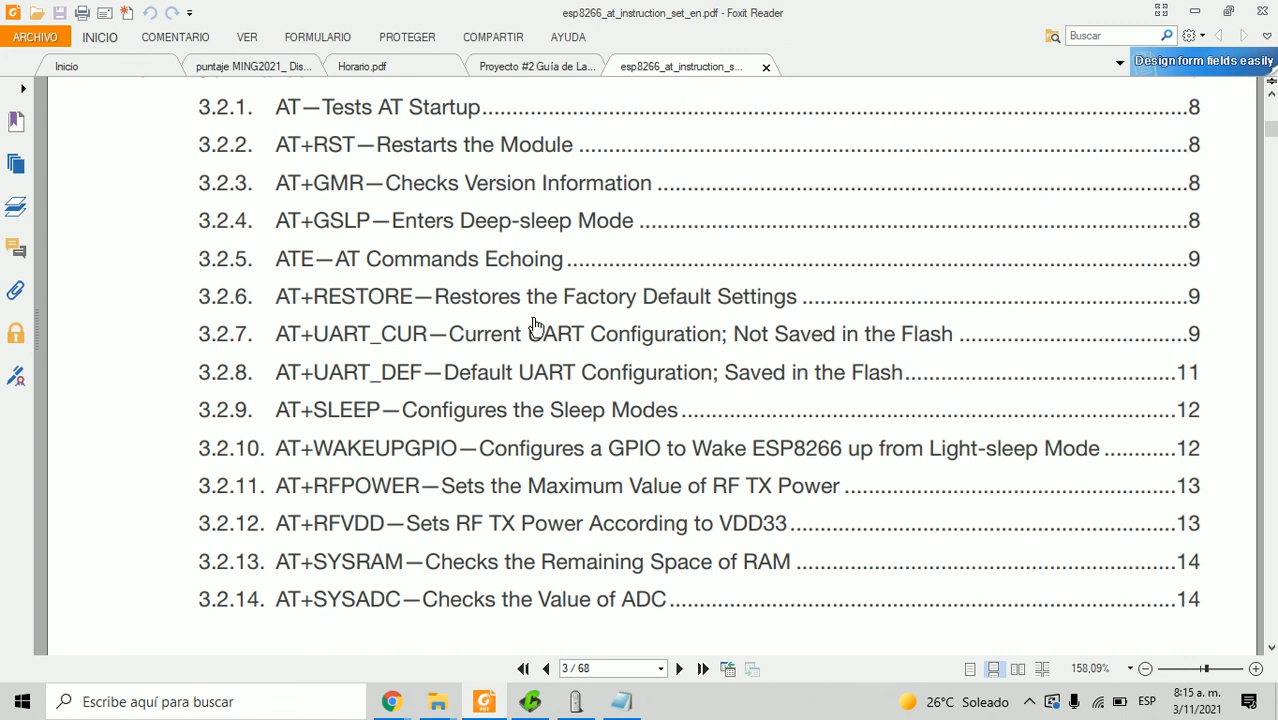 esp8266_at_instruction_set_en.pdf - Foxit Reader
ARCHIVO INICIO COMENTARIO VER FORMULARIO PROTEGER COMPARTIR AYUDA
Buscar
Inicio puntaje MING2021_ Dis... Horario.pdf Proyecto #2 Guía de La... esp8266_at_instruction_s...
Design form fields easily
3.2.1. AT—Tests AT Startup 8
3.2.2. AT+RST—Restarts the Module 8
3.2.3. AT+GMR—Checks Version Information 8
3.2.4. AT+GSLP—Enters Deep-sleep Mode 8
3.2.5. ATE—AT Commands Echoing 9
3.2.6. AT+RESTORE—Restores the Factory Default Settings 9
3.2.7. AT+UART_CUR—Current UART Configuration; Not Saved in the Flash 9
3.2.8. AT+UART_DEF—Default UART Configuration; Saved in the Flash 11
3.2.9. AT+SLEEP—Configures the Sleep Modes 12
3.2.10. AT+WAKEUPGPIO—Configures a GPIO to Wake ESP8266 up from Light-sleep Mode 12
3.2.11. AT+RFPOWER—Sets the Maximum Value of RF TX Power 13
3.2.12. AT+RFVDD—Sets RF TX Power According to VDD33 13
3.2.13. AT+SYSRAM—Checks the Remaining Space of RAM 14
3.2.14. AT+SYSADC—Checks the Value of ADC 14
3 / 68
158,09%
Escribe aquí para buscar
26°C Soleado
ESP
8:15 a. m.
3/11/2021